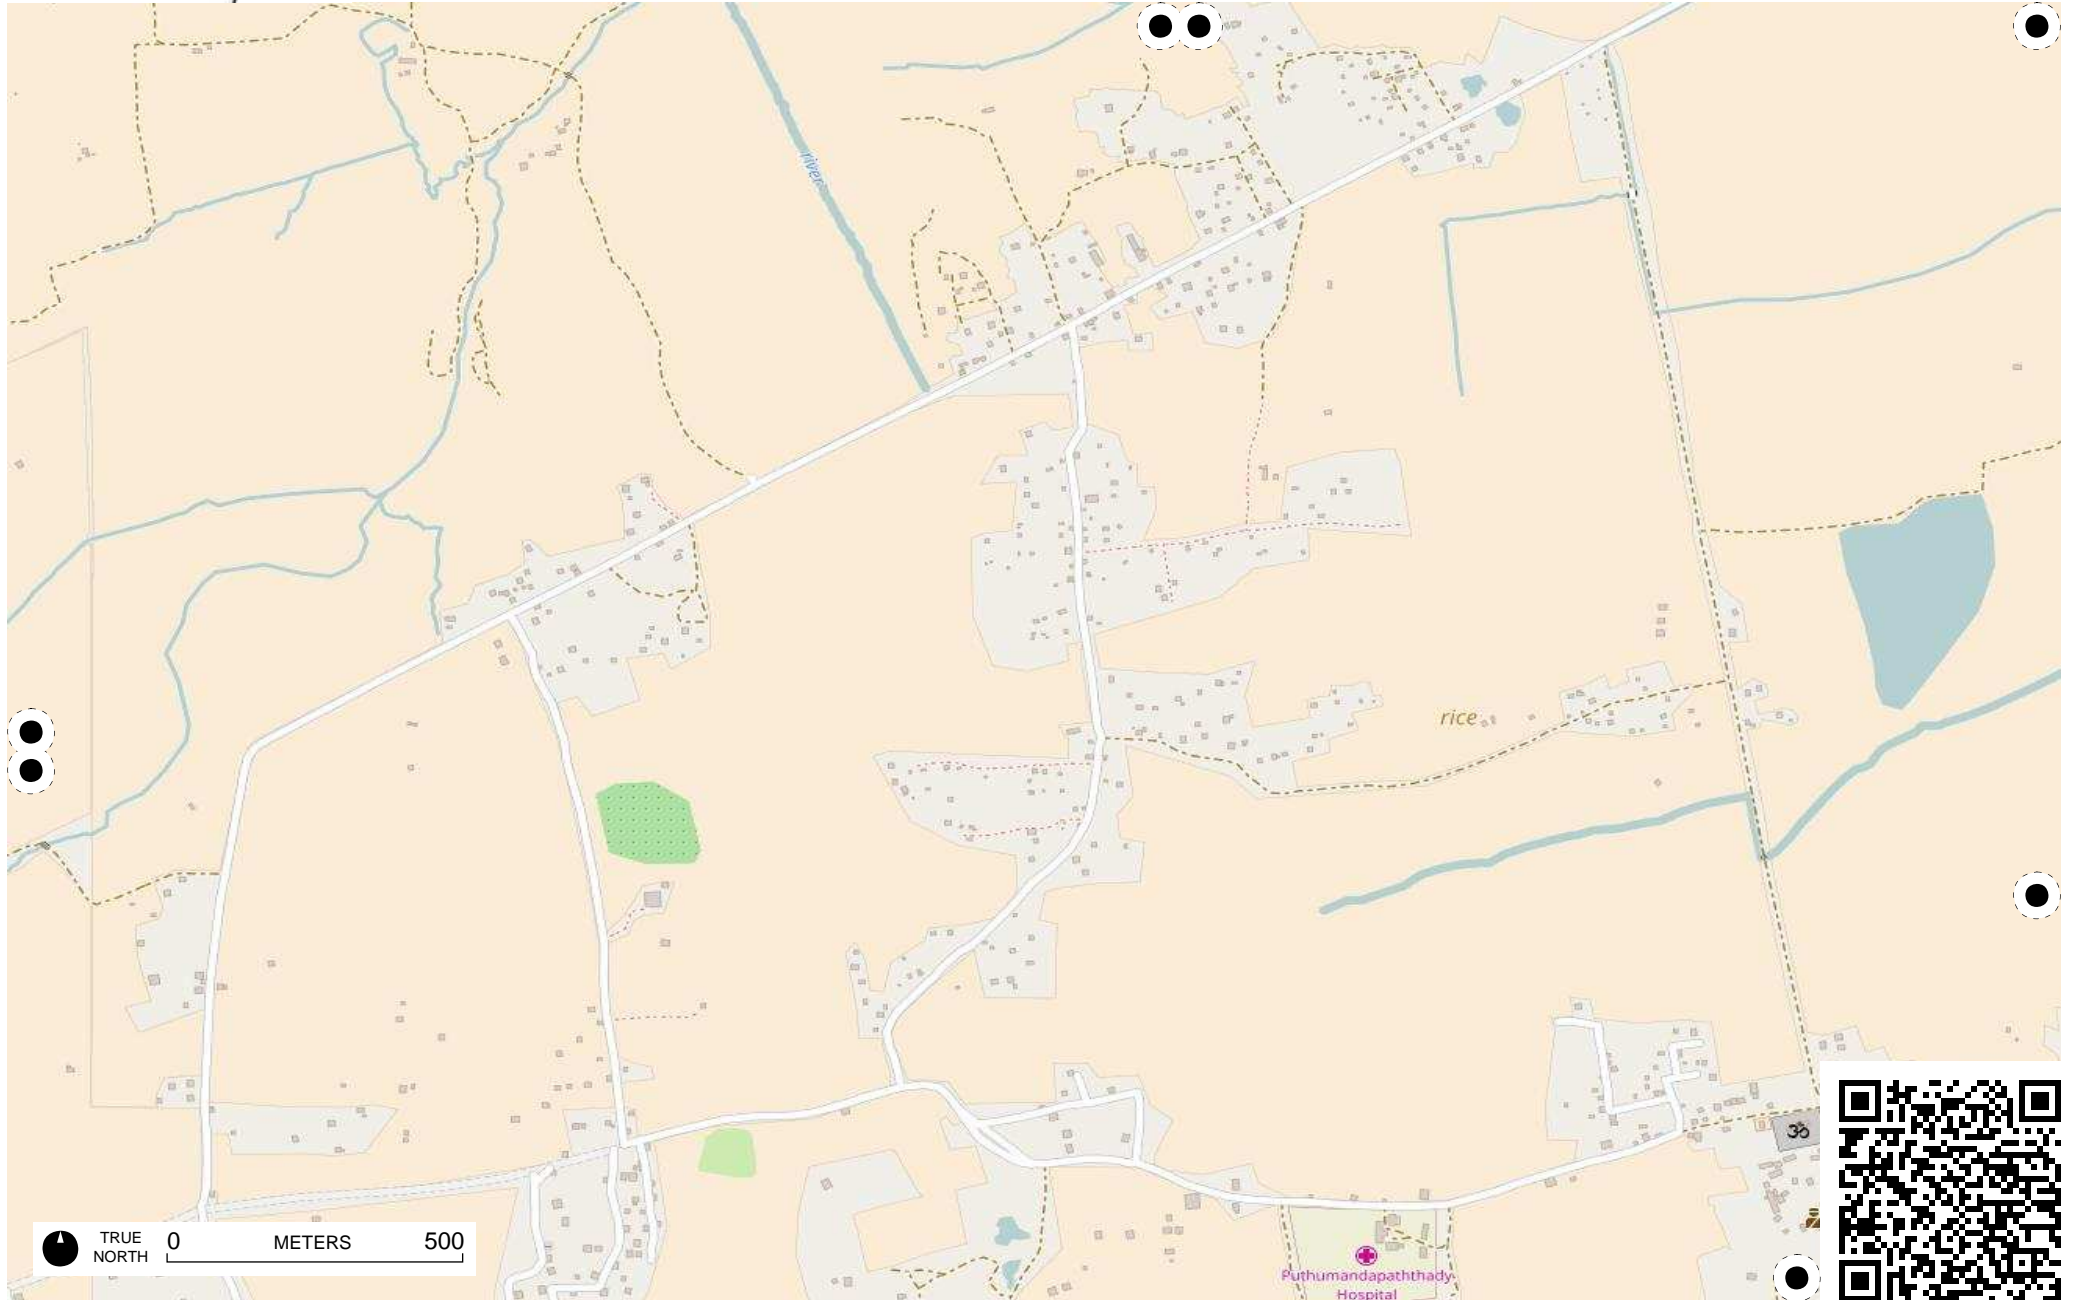 river
rice
ॐ
TRUE
NORTH
0
METERS
500
Puthumandapaththady
Hospital